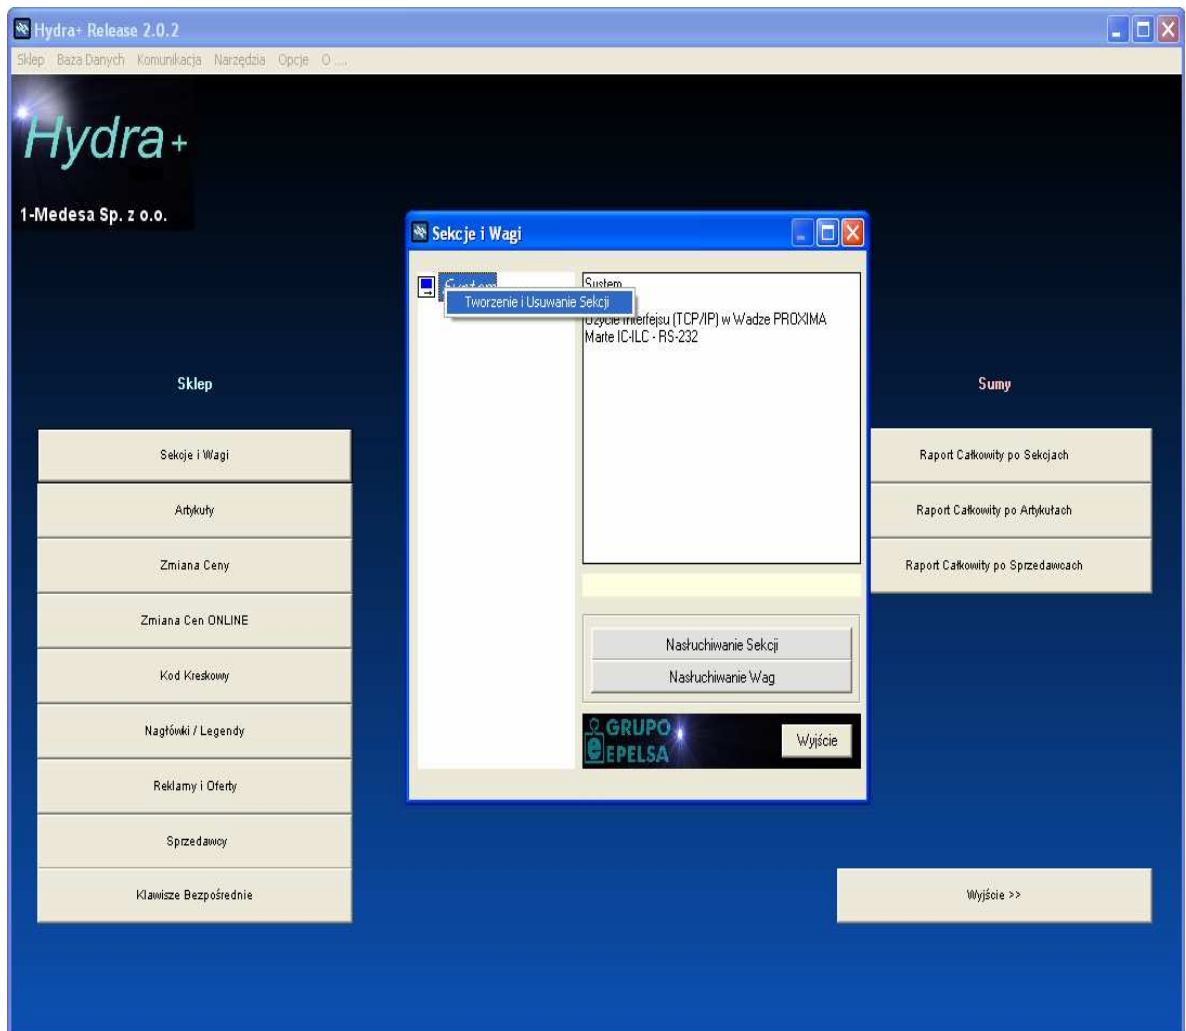 Hydra+ Release 2.0.2
Sklep Baza Danych Komunikacja Narzędzia Opcje O ....
Hydra +
1-Medesa Sp. z o.o.
Sekcje i Wagi
System
System
Tworzenie i Usuwanie Sekcji
Użycie Interfejsu (TCP/IP) w Wadze PROXIMA
Marte IC-ILC - RS-232
Sklep
Sumy
Sekcje i Wagi
Raport Całkowity po Sekcjach
Artykuły
Raport Całkowity po Artykułach
Zmiana Ceny
Raport Całkowity po Sprzedawcach
Zmiana Cen ONLINE
Nasłuchiwanie Sekcji
Kod Kreskowy
Nasłuchiwanie Wag
Nagłówki / Legendy
GRUPO
EPELSA
Wyjście
Reklamy i Oferty
Sprzedawcy
Klawisze Bezpośrednie
Wyjście >>